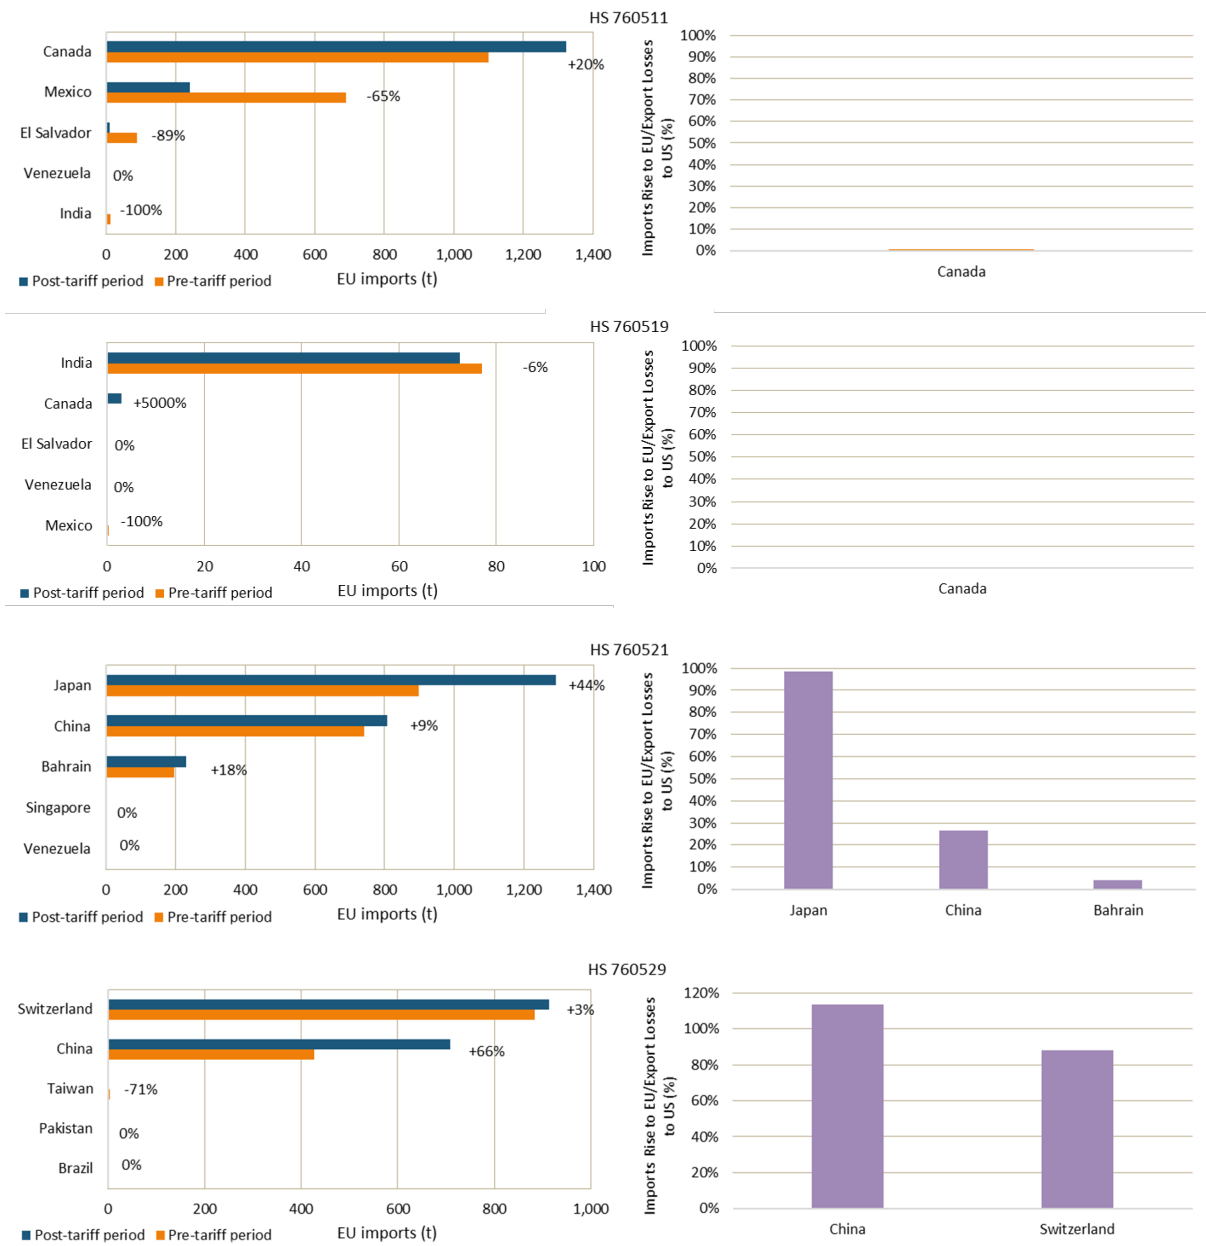 HS 760511
Canada
Mexico
El Salvador
Venezuela
India
+20%
-65%
-89%
0%
-100%
0
200
400
600
800
1,000
1,200
1,400
Post-tariff period
Pre-tariff period
EU imports (t)
Imports Rise to EU/Export Losses
to US (%)
100%
90%
80%
70%
60%
50%
40%
30%
20%
10%
0%
Canada
HS 760519
India
Canada
El Salvador
Venezuela
Mexico
-6%
+5000%
0%
0%
-100%
0
20
40
60
80
100
Post-tariff period
Pre-tariff period
EU imports (t)
Imports Rise to EU/Export Losses
to US (%)
100%
90%
80%
70%
60%
50%
40%
30%
20%
10%
0%
Canada
HS 760521
Japan
China
Bahrain
Singapore
Venezuela
+44%
+9%
+18%
0%
0%
0
200
400
600
800
1,000
1,200
1,400
Post-tariff period
Pre-tariff period
EU imports (t)
Imports Rise to EU/Export Losses
to US (%)
100%
90%
80%
70%
60%
50%
40%
30%
20%
10%
0%
Japan
China
Bahrain
HS 760529
Switzerland
China
Taiwan
Pakistan
Brazil
+3%
+66%
-71%
0%
0%
0
200
400
600
800
1,000
Post-tariff period
Pre-tariff period
EU imports (t)
Imports Rise to EU/Export Losses
to US (%)
120%
100%
80%
60%
40%
20%
0%
China
Switzerland